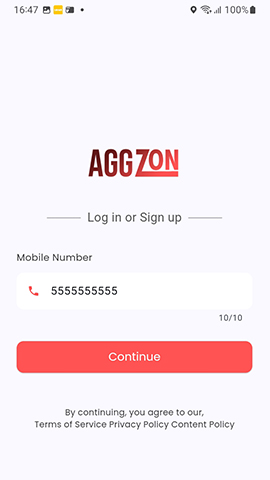 16:47 100%
AGGZON
Log in or Sign up
Mobile Number
5555555555
10/10
Continue
By continuing, you agree to our,
Terms of Service Privacy Policy Content Policy